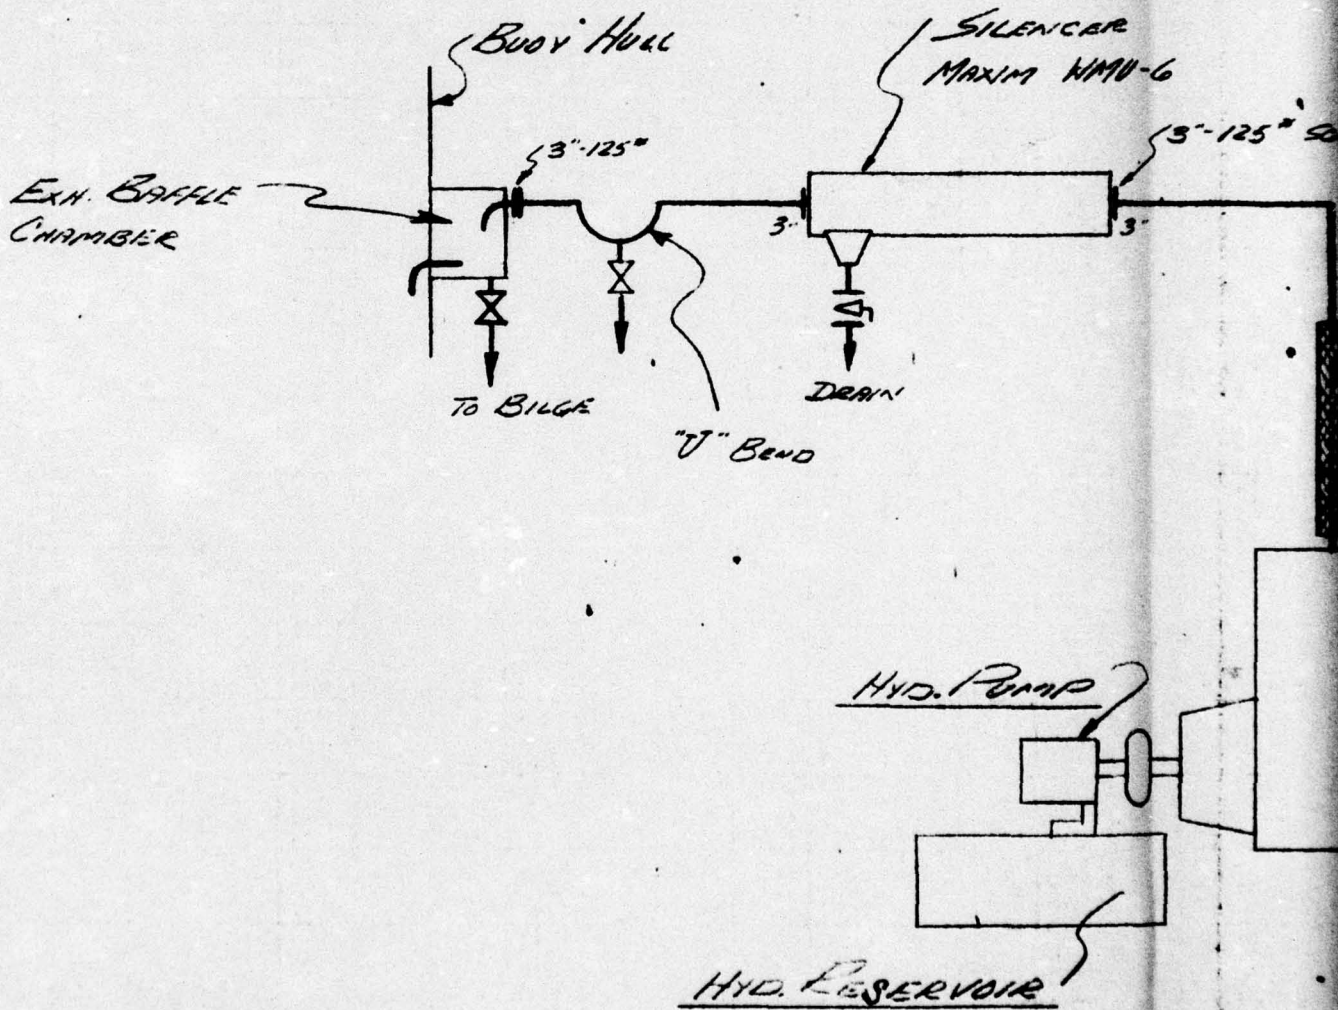 BUOY HULL
SILENCER
MAXIM WMU-6
3"-125#
3"-125#
EXH. BAFFLE
CHAMBER
3"
3"
TO BILGE
DRAIN
"U" BEND
HYD. PUMP
HYD. RESERVOIR